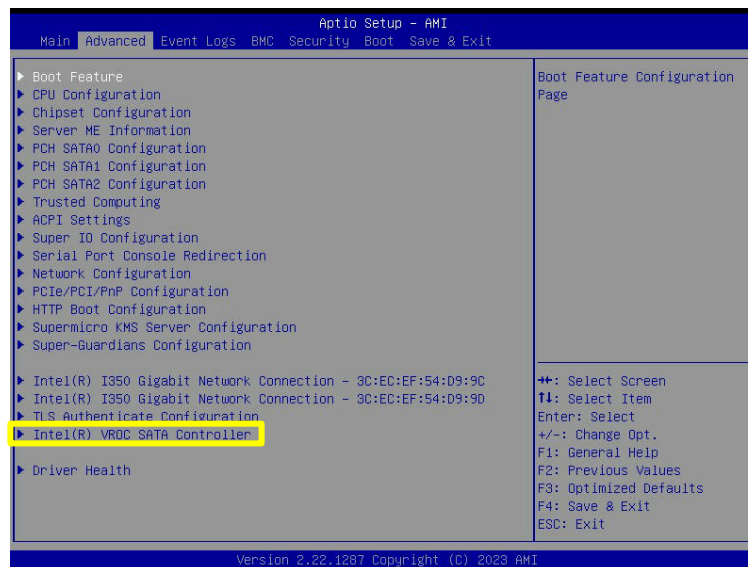 Aptio Setup - AMI
Main Advanced Event Logs BMC Security Boot Save & Exit
Boot Feature
CPU Configuration
Chipset Configuration
Server ME Information
PCH SATA0 Configuration
PCH SATA1 Configuration
PCH SATA2 Configuration
Trusted Computing
ACPI Settings
Super IO Configuration
Serial Port Console Redirection
Network Configuration
PCIe/PCI/PnP Configuration
HTTP Boot Configuration
Supermicro KMS Server Configuration
Super-Guardians Configuration
Intel(R) I350 Gigabit Network Connection - 3C:EC:EF:54:D9:9C
Intel(R) I350 Gigabit Network Connection - 3C:EC:EF:54:D9:9D
TLS Authenticate Configuration
Intel(R) VROC SATA Controller
Driver Health
Boot Feature Configuration
Page
→←: Select Screen
↑↓: Select Item
Enter: Select
+/-: Change Opt.
F1: General Help
F2: Previous Values
F3: Optimized Defaults
F4: Save & Exit
ESC: Exit
Version 2.22.1287 Copyright (C) 2023 AMI